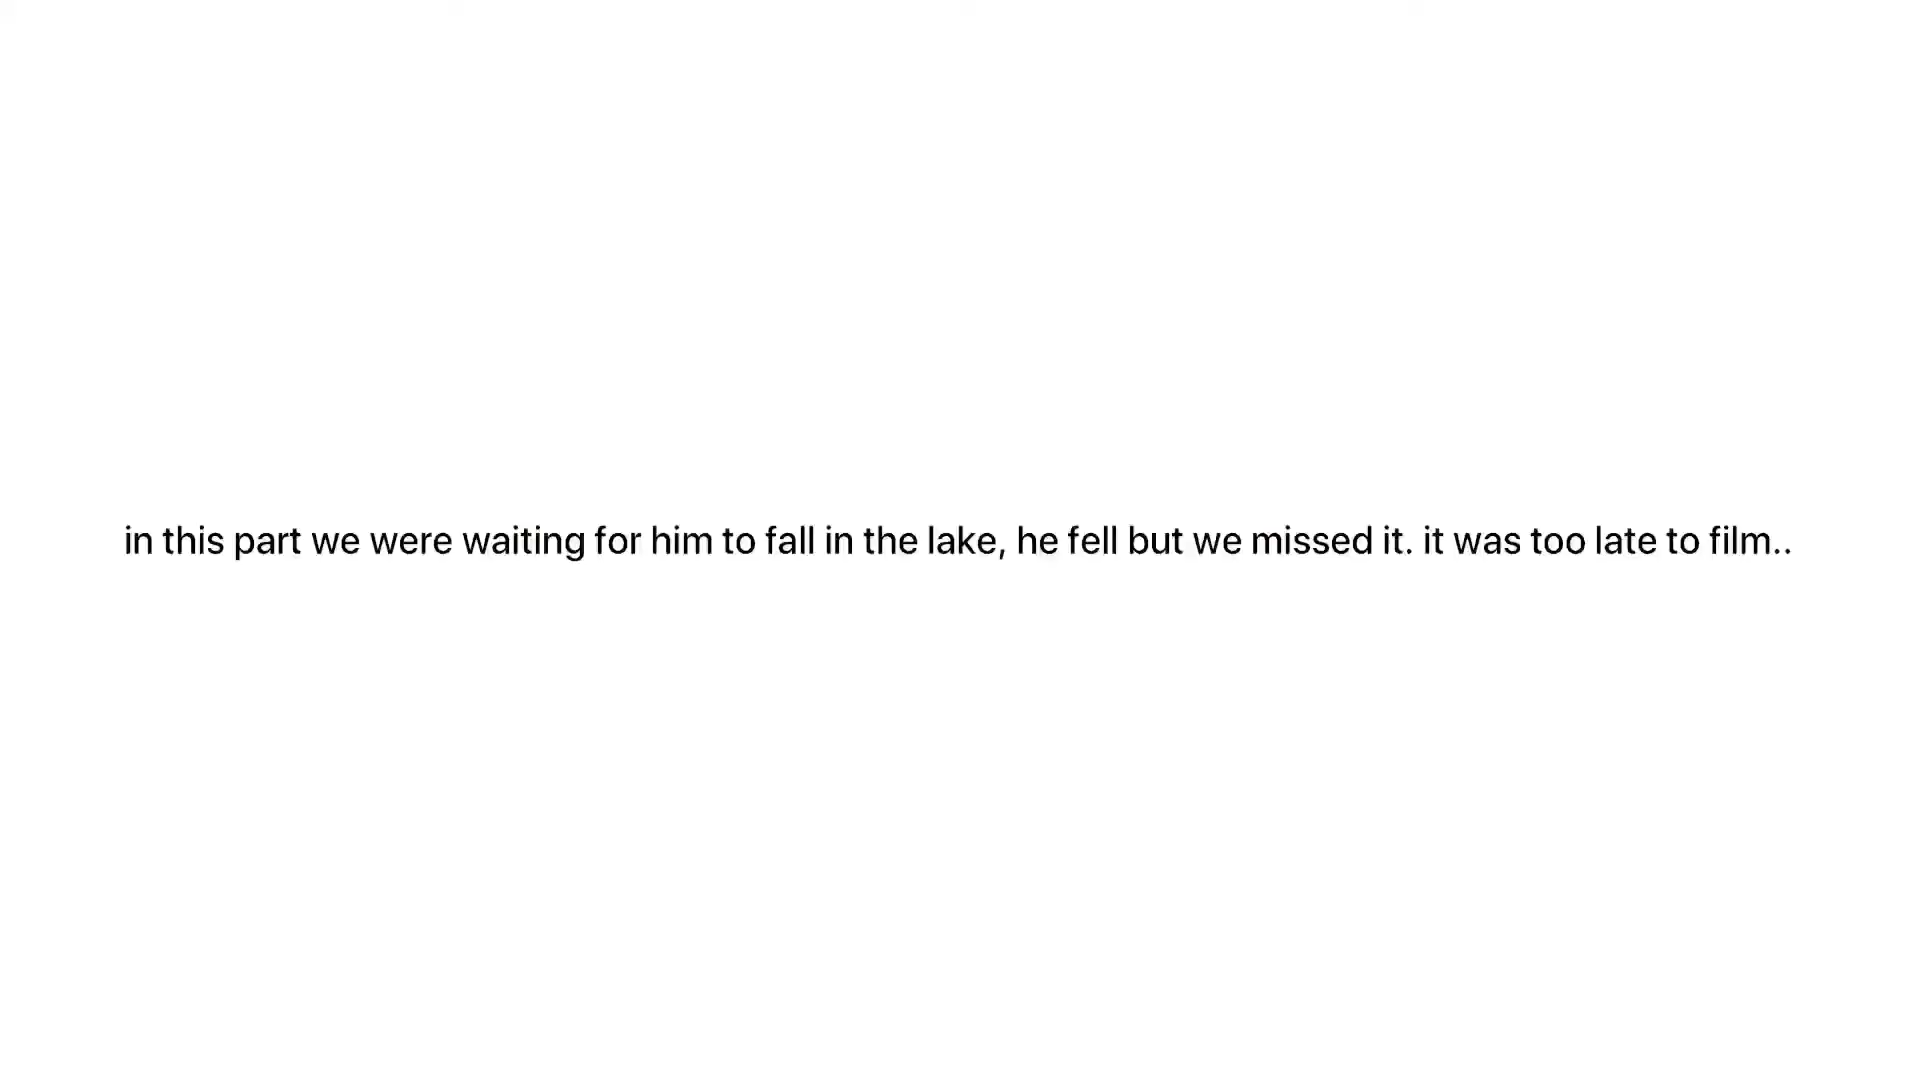 in this part we were waiting for him to fall in the lake, he fell but we missed it. it was too late to film..